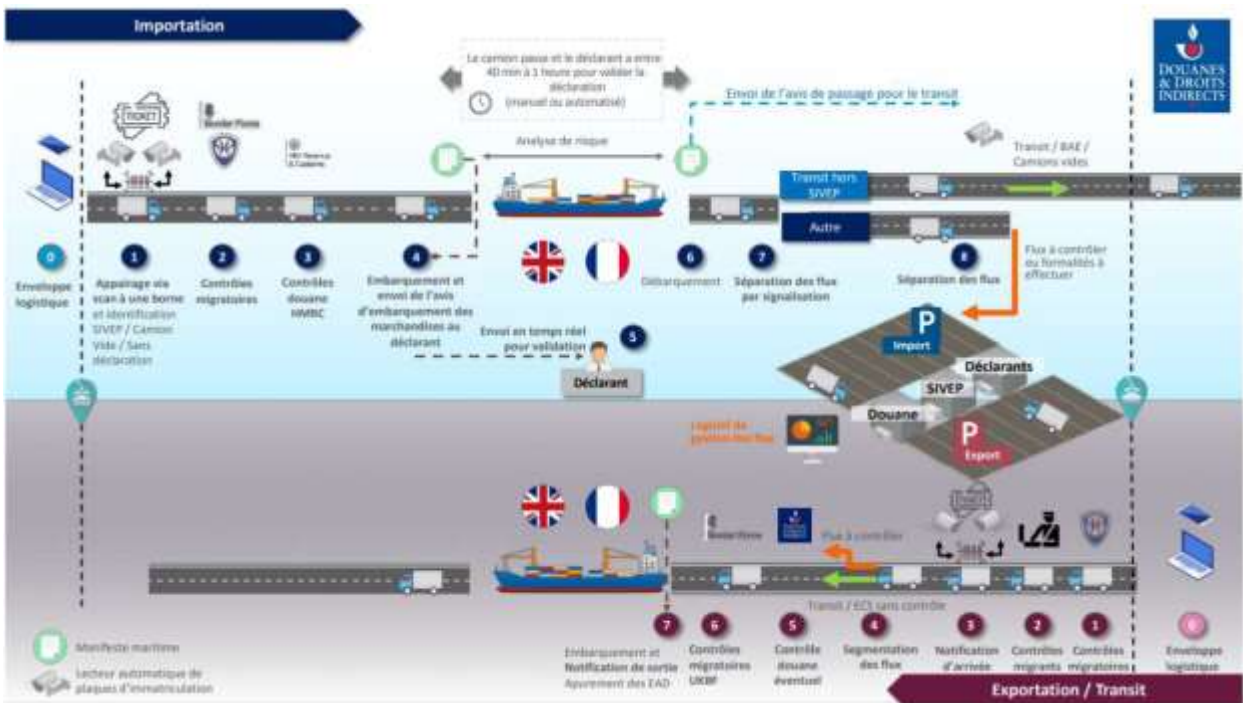 Importation
DOUANES
& DROITS
INDIRECTS
Le camion passe et le déclarant a entre
40 min à 1 heure pour valider la
déclaration
(manuel ou automatisé)
Envoi de l'avis de passage pour le transit
TICKET
Analyse de risque
Transit / BAE /
Camions vides
Transit hors
SIVEP
Autre
0
Enveloppe
logistique
1
Appairage via
scan à une borne
et identification
SIVEP / Camion
Vide / Sans
déclaration
2
Contrôles
migratoires
3
Contrôles
douane
HMRC
4
Embarquement et
envoi de l'avis
d'embarquement des
marchandises au
déclarant
Envoi en temps réel
pour validation
5
Déclarant
6
Débarquement
7
Séparation des flux
par signalisation
8
Séparation des flux
Flux à contrôler
ou formalités à
effectuer
P
Import
Déclarants
SIVEP
Douane
P
Export
Logiciel de
gestion des flux
TICKET
Flux à contrôler
Transit / ECS sans contrôle
7
Embarquement et
Notification de sortie
Apurement des EAD
6
Contrôles
migratoires
UKBF
5
Contrôle
douane
éventuel
4
Segmentation
des flux
3
Notification
d'arrivée
2
Contrôles
migrants
1
Contrôles
migratoires
Enveloppe
logistique
Manifeste maritime
Lecteur automatique de
plaques d'immatriculation
Exportation / Transit